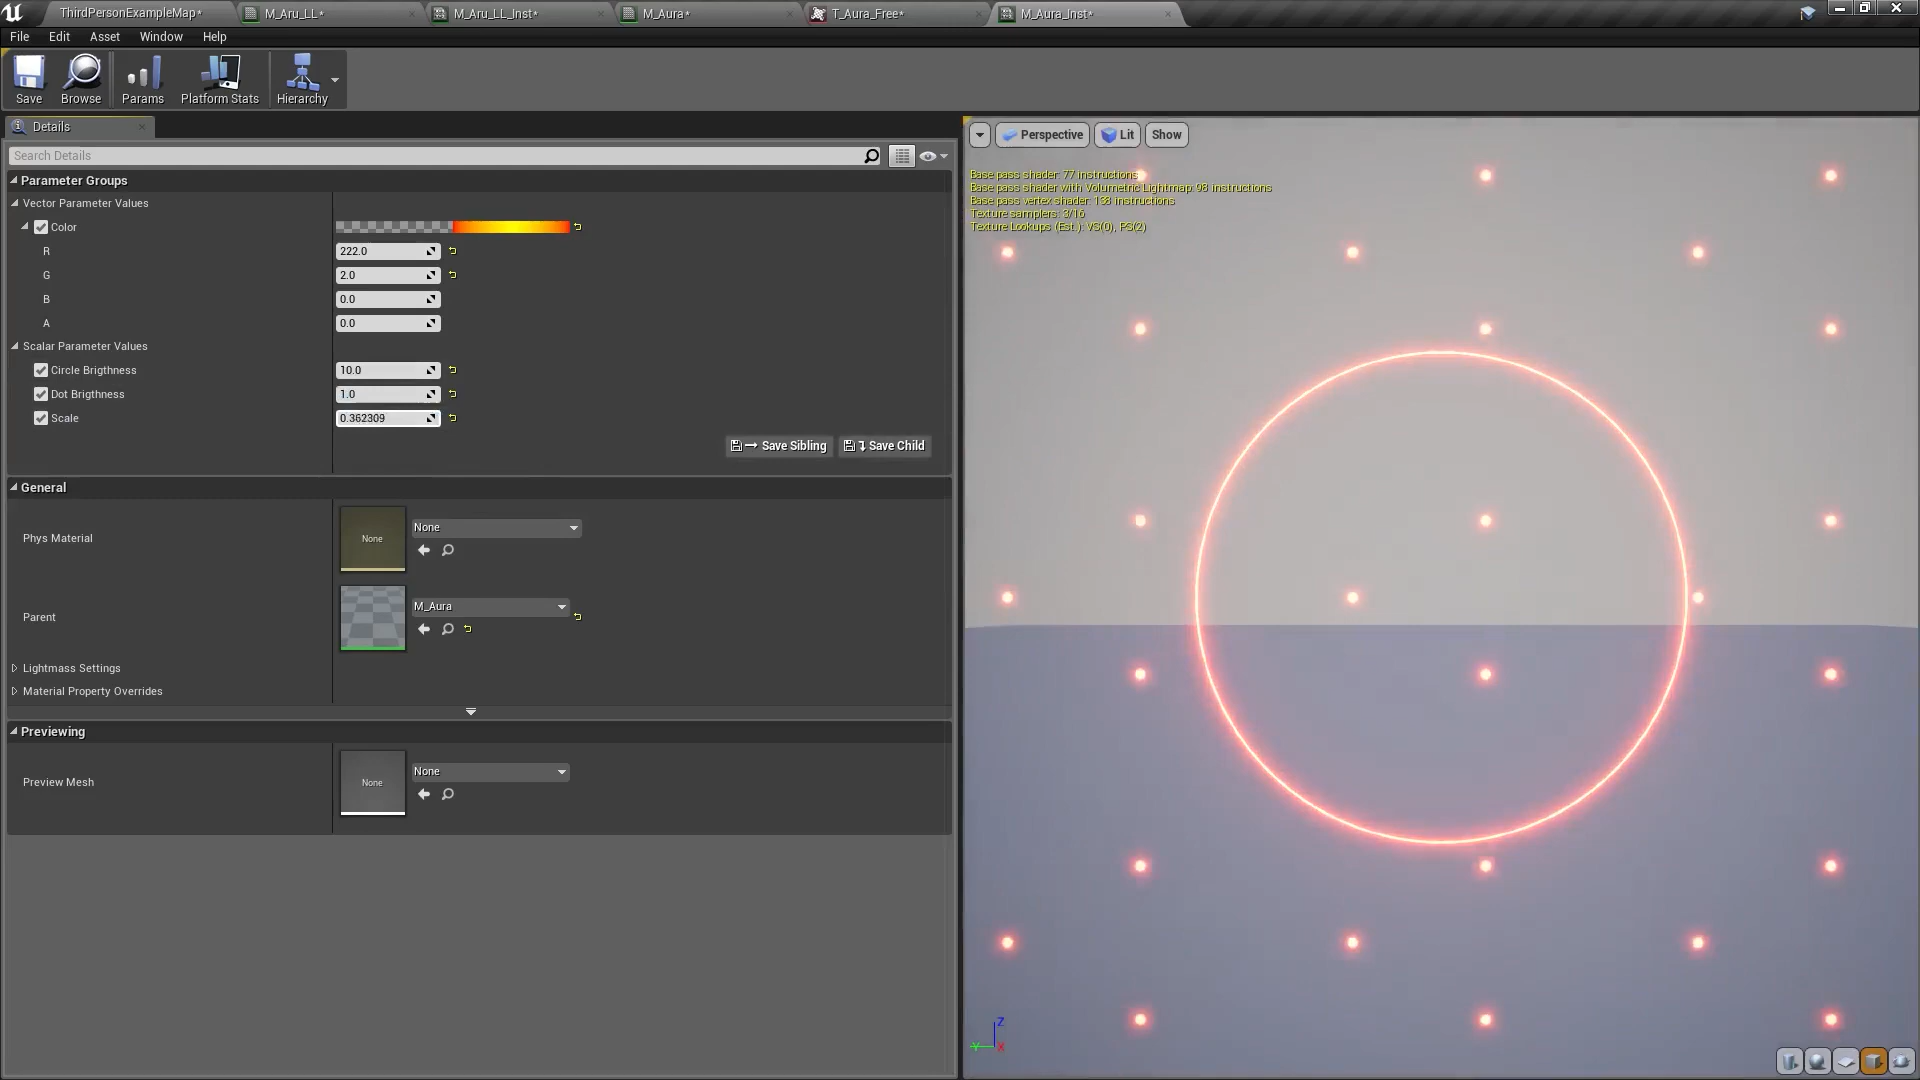 ThirdPersonExampleMap*
M_Aru_LL*
M_Aru_LL_Inst*
M_Aura*
T_Aura_Free*
M_Aura_Inst*
File Edit Asset Window Help
Save Browse Params Platform Stats Hierarchy
Details
Search Details
Parameter Groups
Vector Parameter Values
Color
R 222.0
G 2.0
B 0.0
A 0.0
Scalar Parameter Values
Circle Brigthness 10.0
Dot Brigthness 1.0
Scale 0.362309
Save Sibling Save Child
General
Phys Material None None
Parent M_Aura
Lightmass Settings
Material Property Overrides
Previewing
Preview Mesh None None
Perspective Lit Show
Base pass shader: 77 instructions
Base pass shader with Volumetric Lightmap: 98 instructions
Base pass vertex shader: 138 instructions
Texture samplers: 3/16
Texture Lookups (Est.): VS(0), PS(2)
Z
Y X